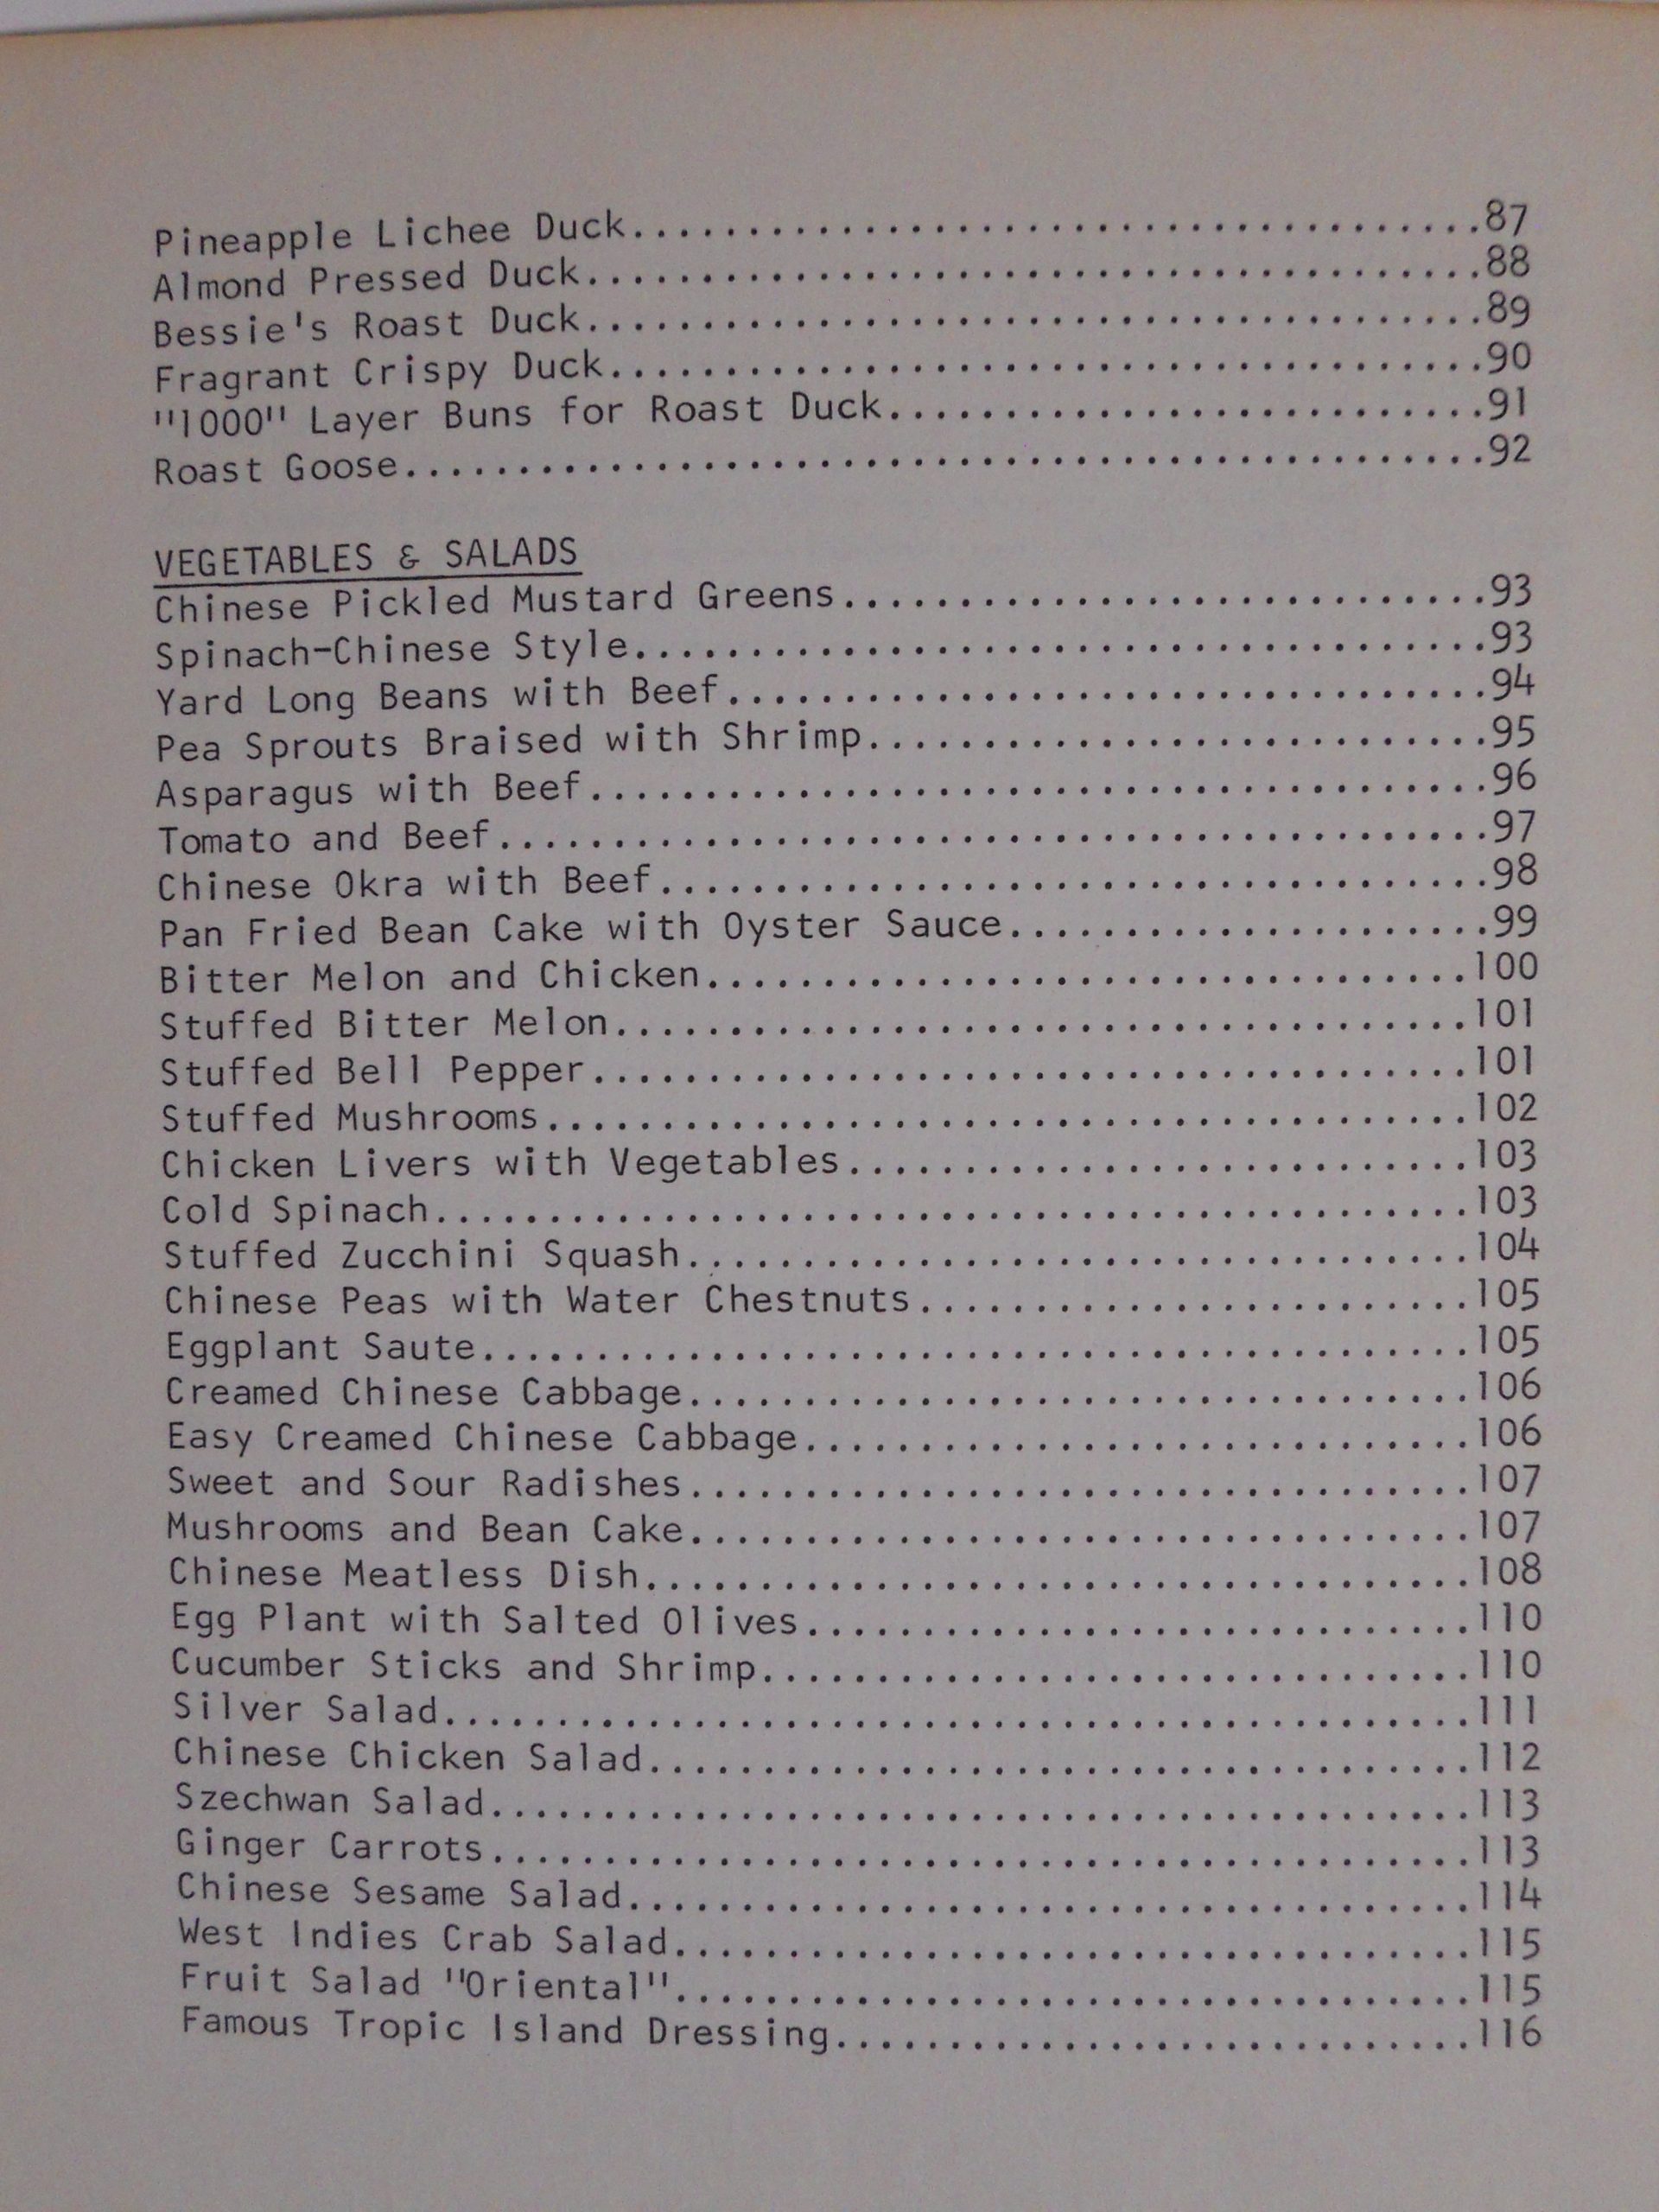 Pineapple Lichee Duck.....................................87
Almond Pressed Duck.......................................88
Bessie's Roast Duck.......................................89
Fragrant Crispy Duck......................................90
"1000" Layer Buns for Roast Duck..........................91
Roast Goose...............................................92
VEGETABLES & SALADS
Chinese Pickled Mustard Greens............................93
Spinach-Chinese Style.....................................93
Yard Long Beans with Beef.................................94
Pea Sprouts Braised with Shrimp...........................95
Asparagus with Beef.......................................96
Tomato and Beef...........................................97
Chinese Okra with Beef....................................98
Pan Fried Bean Cake with Oyster Sauce.....................99
Bitter Melon and Chicken.................................100
Stuffed Bitter Melon.....................................101
Stuffed Bell Pepper......................................101
Stuffed Mushrooms........................................102
Chicken Livers with Vegetables...........................103
Cold Spinach.............................................103
Stuffed Zucchini Squash..................................104
Chinese Peas with Water Chestnuts........................105
Eggplant Saute...........................................105
Creamed Chinese Cabbage..................................106
Easy Creamed Chinese Cabbage.............................106
Sweet and Sour Radishes..................................107
Mushrooms and Bean Cake..................................107
Chinese Meatless Dish....................................108
Egg Plant with Salted Olives.............................110
Cucumber Sticks and Shrimp...............................110
Silver Salad.............................................111
Chinese Chicken Salad....................................112
Szechwan Salad...........................................113
Ginger Carrots...........................................113
Chinese Sesame Salad.....................................114
West Indies Crab Salad...................................115
Fruit Salad "Oriental"...................................115
Famous Tropic Island Dressing............................116